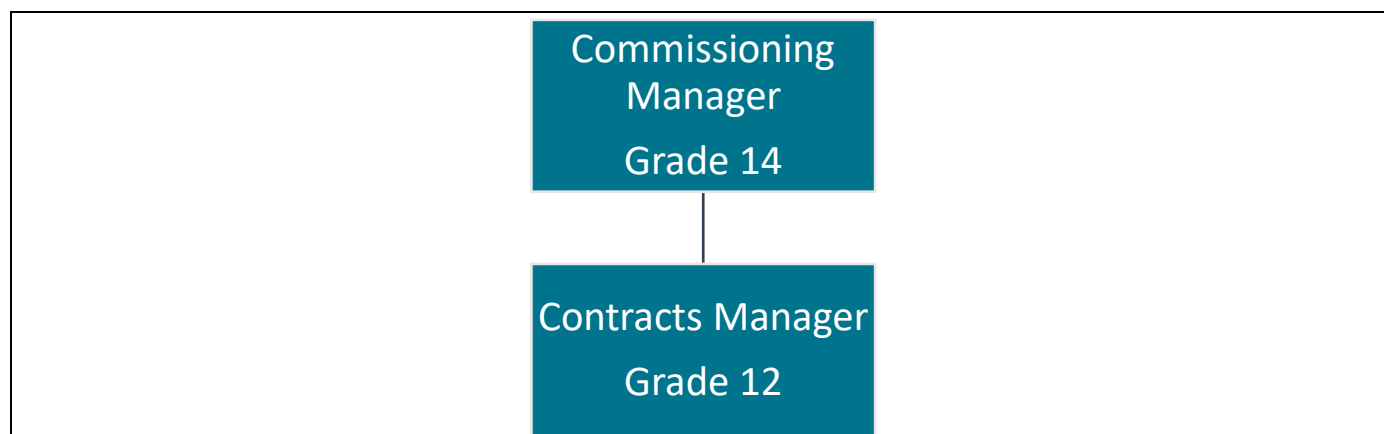 Commissioning
Manager
Grade 14
Contracts Manager
Grade 12